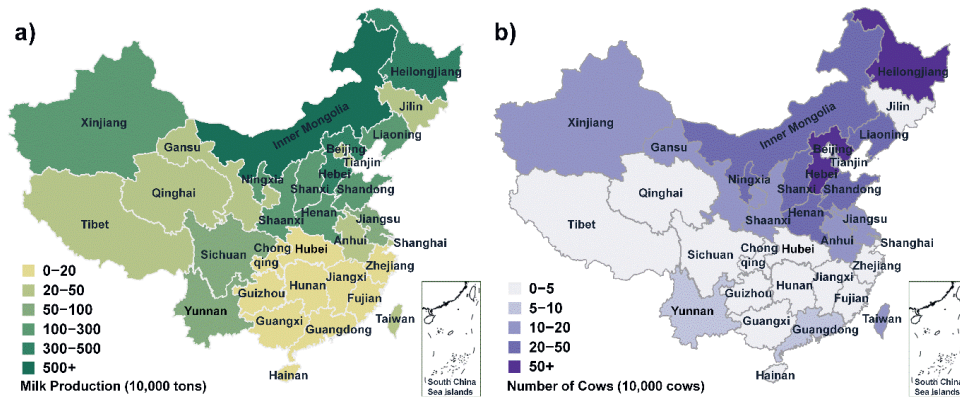 a)
Heilongjiang
Jilin
Xinjiang
Inner Mongolia
Liaoning
Gansu
Beijing
Tianjin
Ningxia
Hebei
Shanxi
Shandong
Qinghai
Tibet
Shaanxi
Henan
Jiangsu
Anhui
Shanghai
Sichuan
Chong
qing
Hubei
Zhejiang
Hunan
Jiangxi
Guizhou
Fujian
Yunnan
Guangxi
Guangdong
Taiwan
Hainan
0–20
20–50
50–100
100–300
300–500
500+
Milk Production (10,000 tons)
South China
Sea islands
b)
Heilongjiang
Jilin
Xinjiang
Inner Mongolia
Liaoning
Gansu
Beijing
Tianjin
Ningxia
Hebei
Shanxi
Shandong
Qinghai
Tibet
Shaanxi
Henan
Jiangsu
Anhui
Shanghai
Sichuan
Chong
qing
Hubei
Zhejiang
Hunan
Jiangxi
Guizhou
Fujian
Yunnan
Guangxi
Guangdong
Taiwan
Hainan
0–5
5–10
10–20
20–50
50+
Number of Cows (10,000 cows)
South China
Sea islands